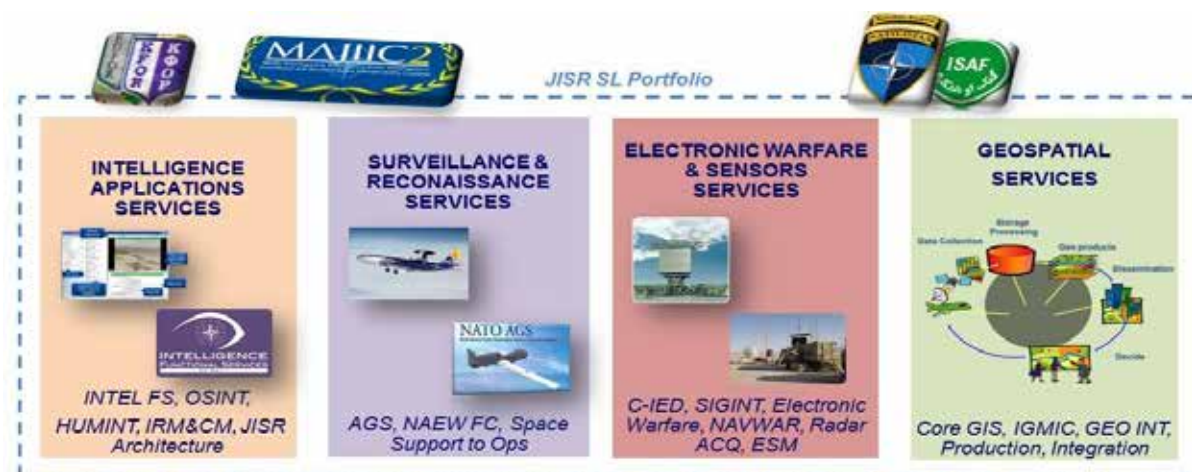 КФОР
KFOR
MAJIIC2
ISAF
JISR SL Portfolio
INTELLIGENCE
APPLICATIONS
SERVICES
INTELLIGENCE
FUNCTIONAL SERVICES
INTEL FS, OSINT,
HUMINT, IRM&CM, JISR
Architecture
SURVEILLANCE &
RECONAISSANCE
SERVICES
NATO AGS
AGS, NAEW FC, Space
Support to Ops
ELECTRONIC WARFARE
& SENSORS
SERVICES
C-IED, SIGINT, Electronic
Warfare, NAVWAR, Radar
ACQ, ESM
GEOSPATIAL
SERVICES
Storage
Processing
Data Collection
Geo products
Dissemination
Decide
Core GIS, IGMIC, GEO INT,
Production, Integration